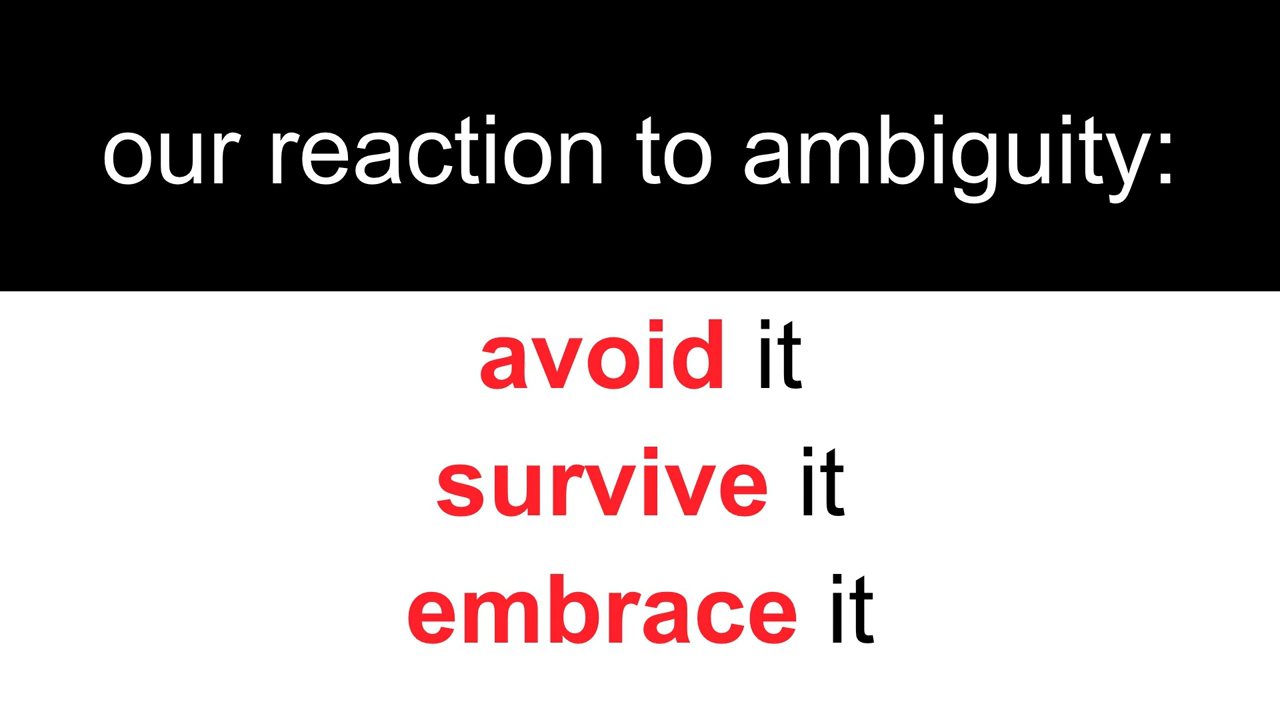 our reaction to ambiguity:
avoid it
survive it
embrace it